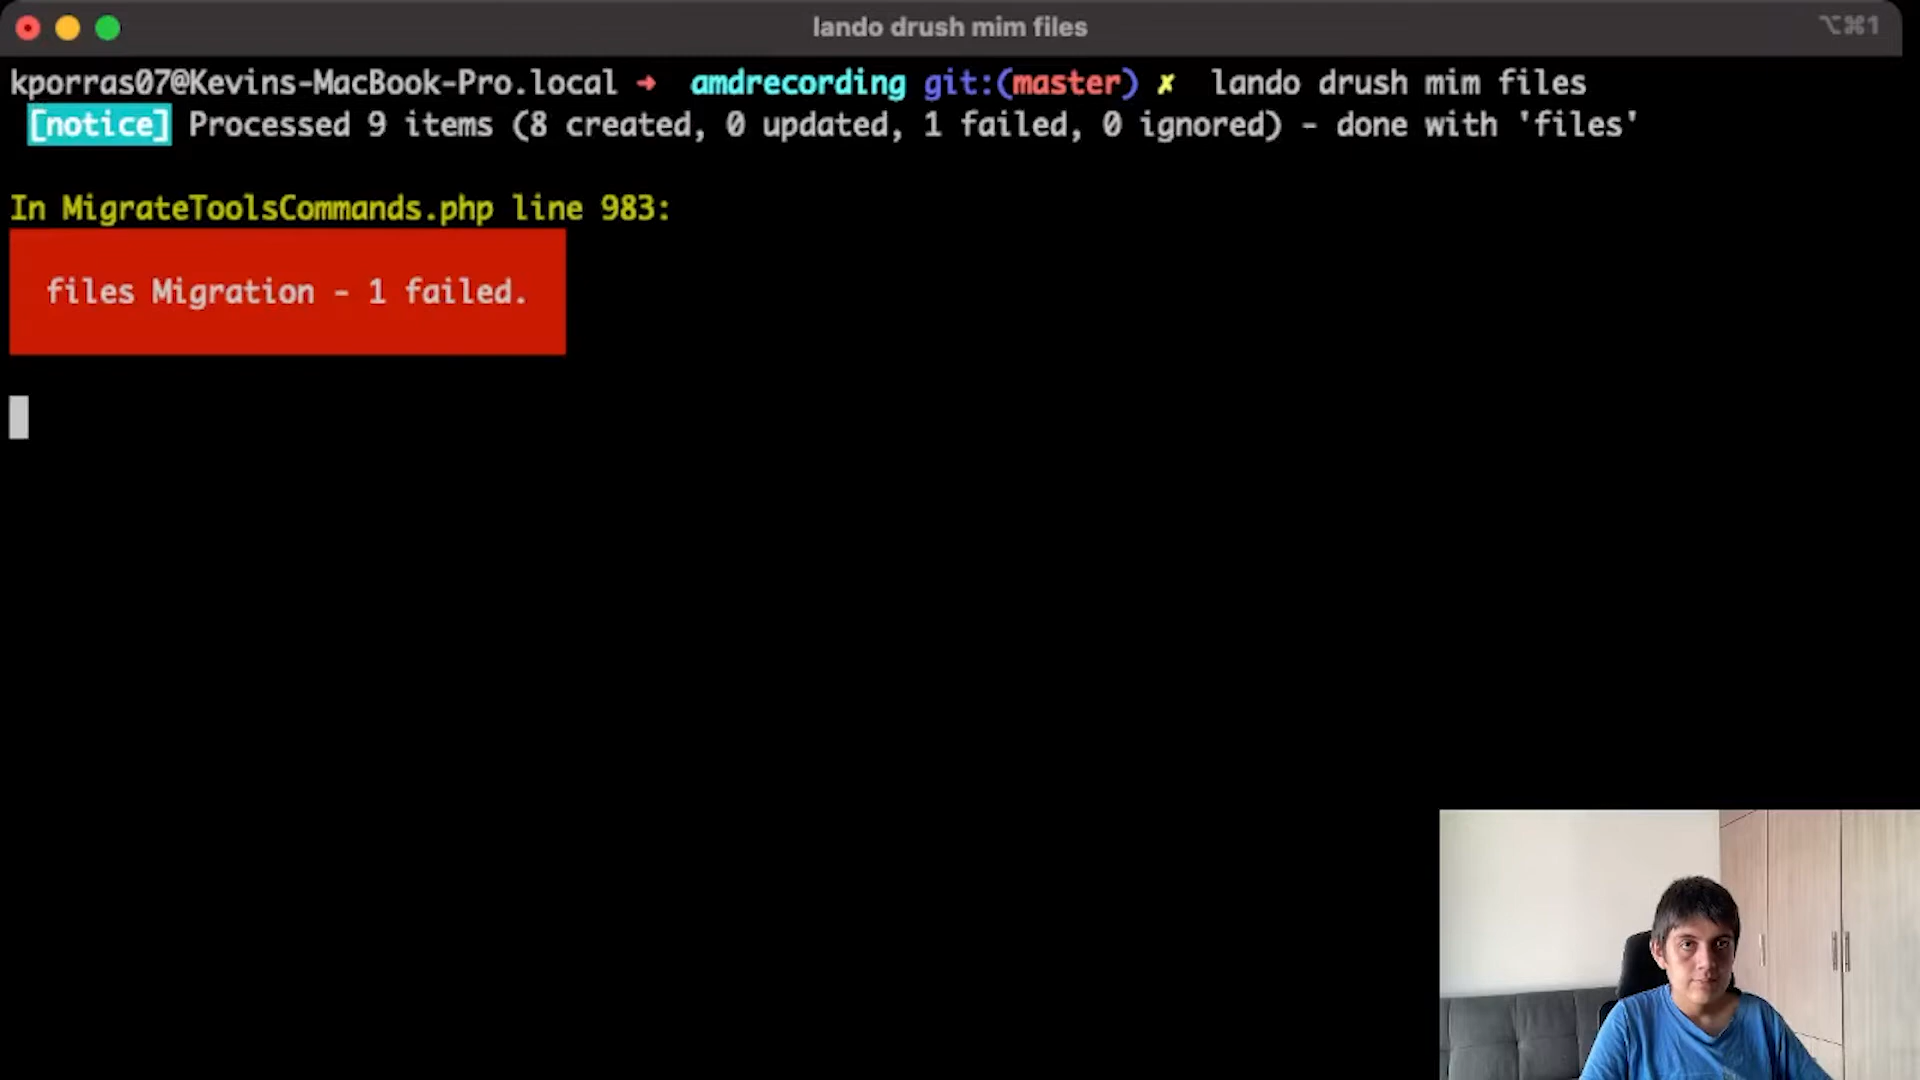 lando drush mim files
⌥⌘1
kporras07@Kevins-MacBook-Pro.local ➜  amdrecording git:(master) ✗  lando drush mim files
[notice] Processed 9 items (8 created, 0 updated, 1 failed, 0 ignored) - done with 'files'
In MigrateToolsCommands.php line 983:
files Migration - 1 failed.